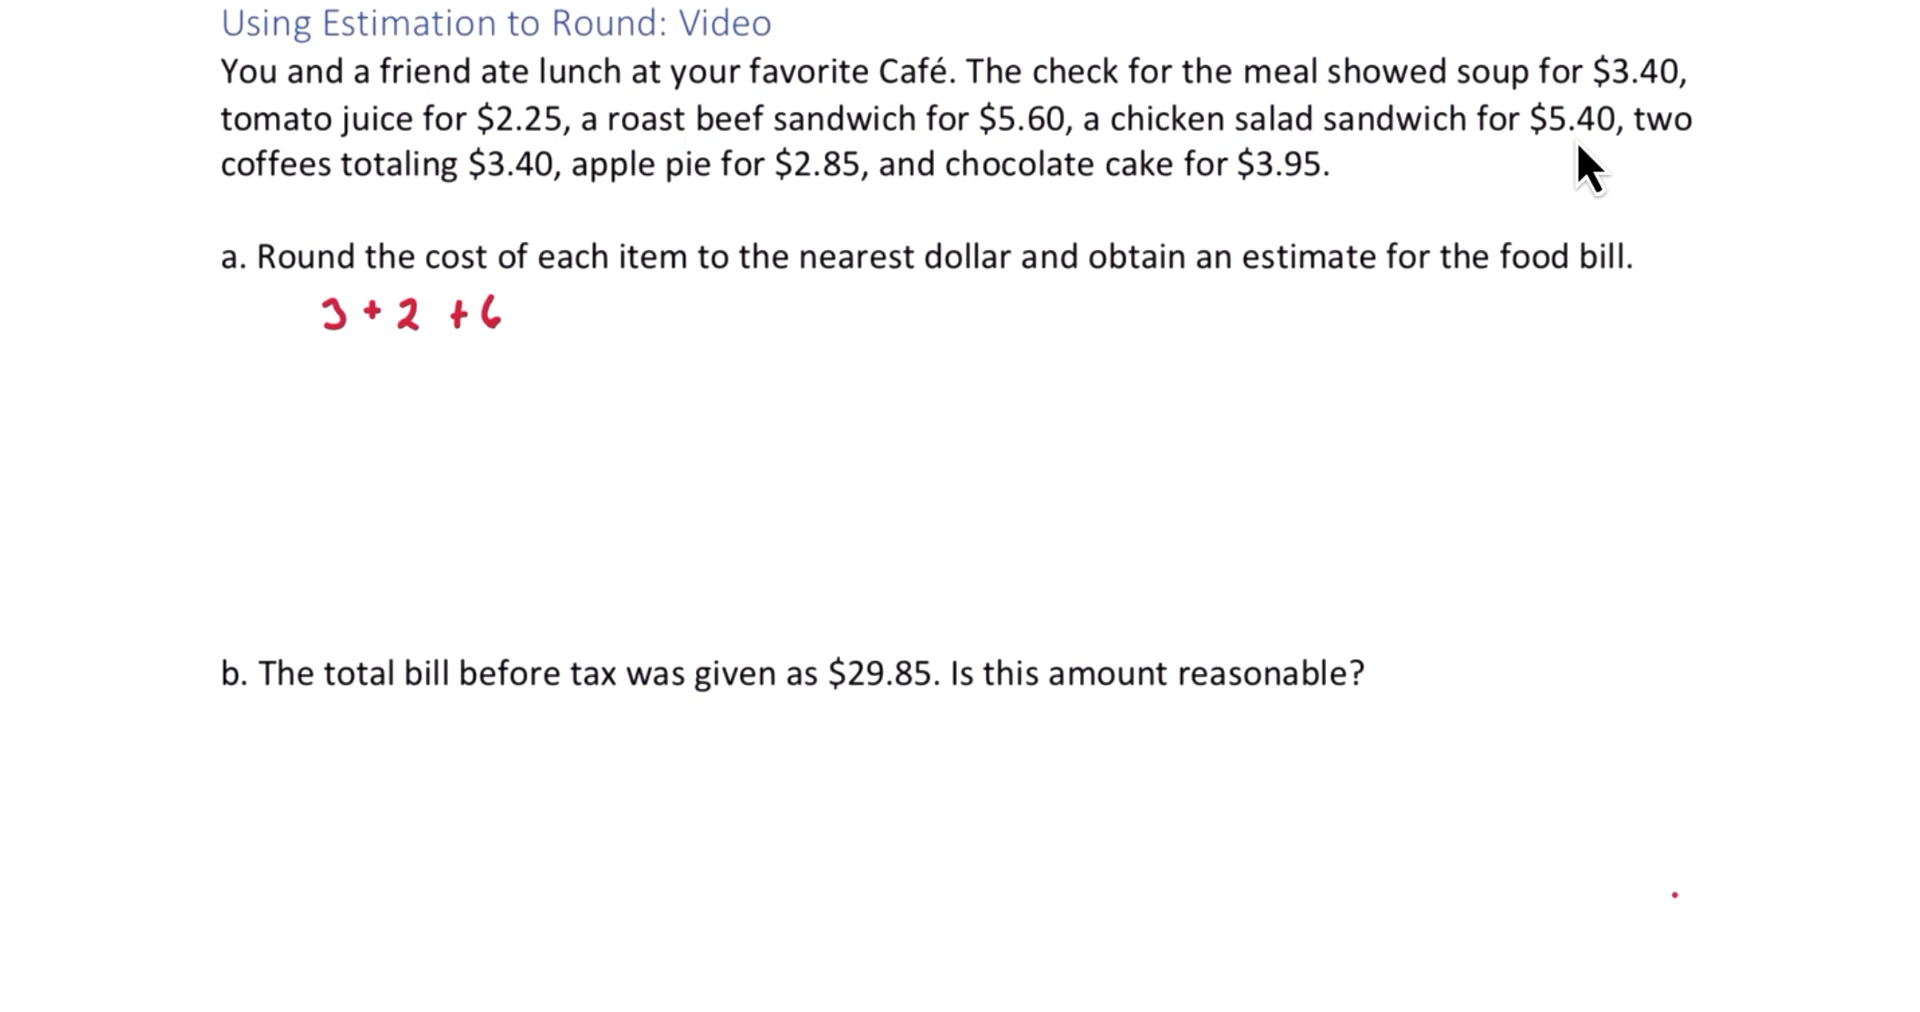 Using Estimation to Round: Video
You and a friend ate lunch at your favorite Café. The check for the meal showed soup for $3.40,
tomato juice for $2.25, a roast beef sandwich for $5.60, a chicken salad sandwich for $5.40, two
coffees totaling $3.40, apple pie for $2.85, and chocolate cake for $3.95.
a. Round the cost of each item to the nearest dollar and obtain an estimate for the food bill.
3 + 2 + 6
b. The total bill before tax was given as $29.85. Is this amount reasonable?